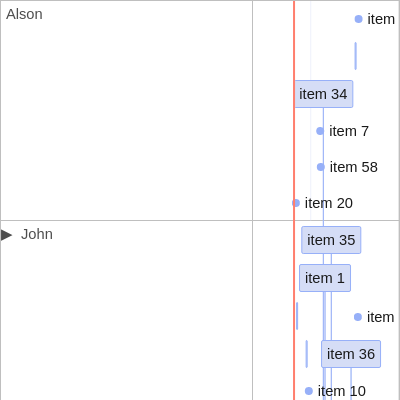 Alson
item
item 34
item 7
item 58
item 20
▶ John
item 35
item 1
item
item 36
item 10